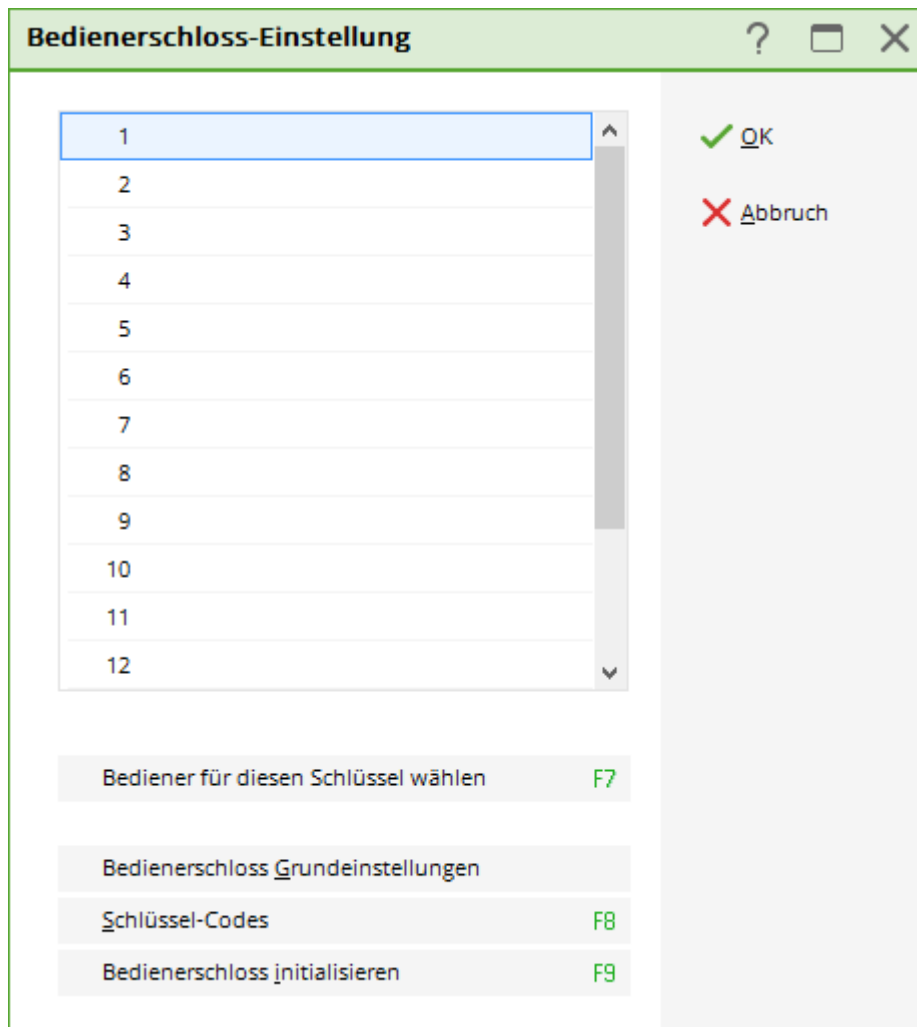 Bedienerschloss-Einstellung ?
1
OK
2
Abbruch
3
4
5
6
7
8
9
10
11
12
Bediener für diesen Schlüssel wählen F7
Bedienerschloss Grundeinstellungen
Schlüssel-Codes F8
Bedienerschloss initialisieren F9